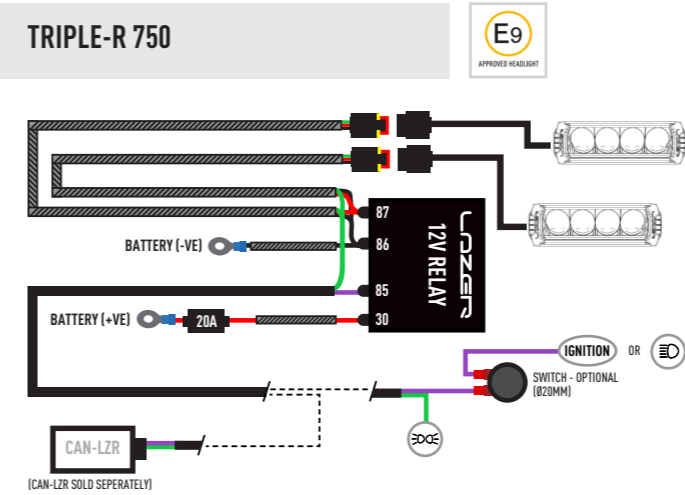 TRIPLE-R 750
E9
APPROVED HEADLIGHT
87
86
85
30
LAZER
12V RELAY
BATTERY (-VE)
BATTERY (+VE)
20A
IGNITION
OR
SWITCH - OPTIONAL
(Ø20MM)
CAN-LZR
(CAN-LZR SOLD SEPERATELY)